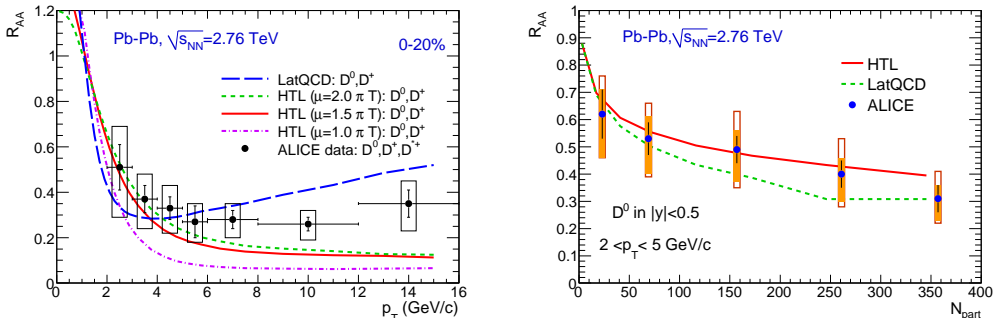 R_AA
1.2
1
0.8
0.6
0.4
0.2
0
Pb-Pb, √s_NN=2.76 TeV
0-20%
LatQCD: D⁰,D⁺
HTL (μ=2.0 π T): D⁰,D⁺
HTL (μ=1.5 π T): D⁰,D⁺
HTL (μ=1.0 π T): D⁰,D⁺
ALICE data: D⁰,D⁺,D*⁺
0 2 4 6 8 10 12 14 16
p_T (GeV/c)
R_AA
1
0.9
0.8
0.7
0.6
0.5
0.4
0.3
0.2
0.1
0
Pb-Pb,√s_NN=2.76 TeV
HTL
LatQCD
ALICE
D⁰ in |y|<0.5
2 <p_T < 5 GeV/c
0 50 100 150 200 250 300 350 400
N_part